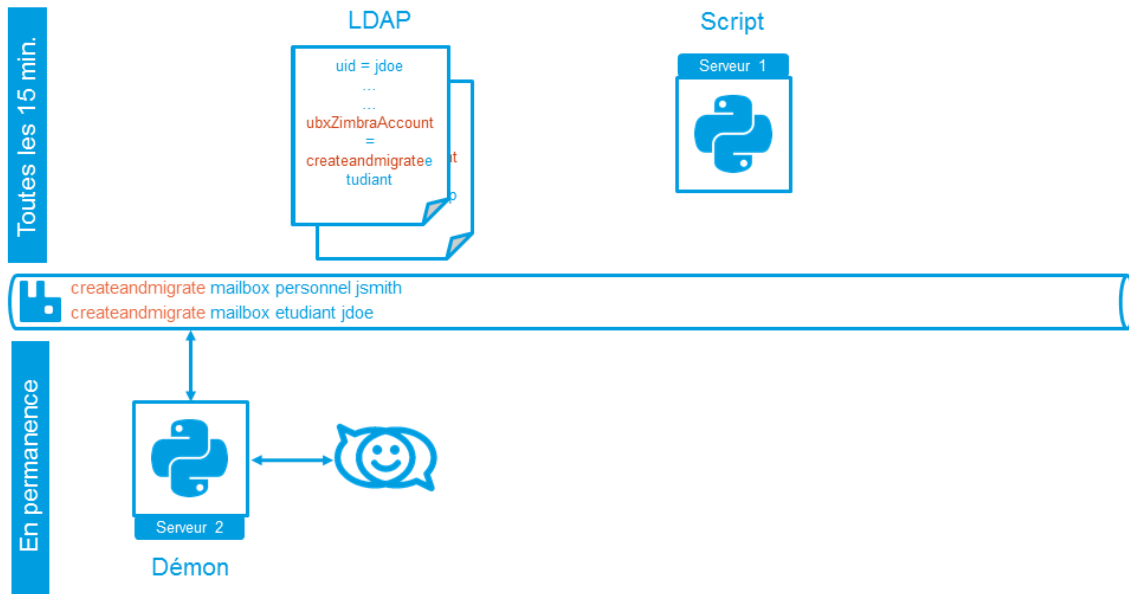 LDAP
Script
Toutes les 15 min.
uid = jdoe
...
...
ubxZimbraAccount
=
createandmigratee
tudiant
nt
p
Serveur 1
createandmigrate mailbox personnel jsmith
createandmigrate mailbox etudiant jdoe
En permanence
Serveur 2
Démon